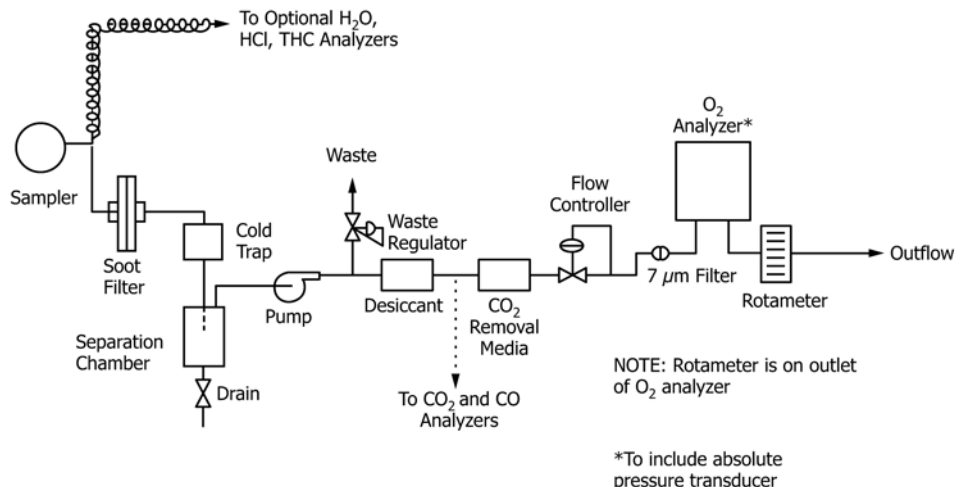 To Optional H₂O,
HCl, THC Analyzers
O₂
Analyzer*
Sampler
Waste
Flow
Controller
Waste
Regulator
Cold
Trap
Soot
Filter
Outflow
7 µm Filter
Rotameter
Pump
Desiccant
CO₂
Removal
Media
Separation
Chamber
Drain
To CO₂ and CO
Analyzers
NOTE: Rotameter is on outlet
of O₂ analyzer
*To include absolute
pressure transducer